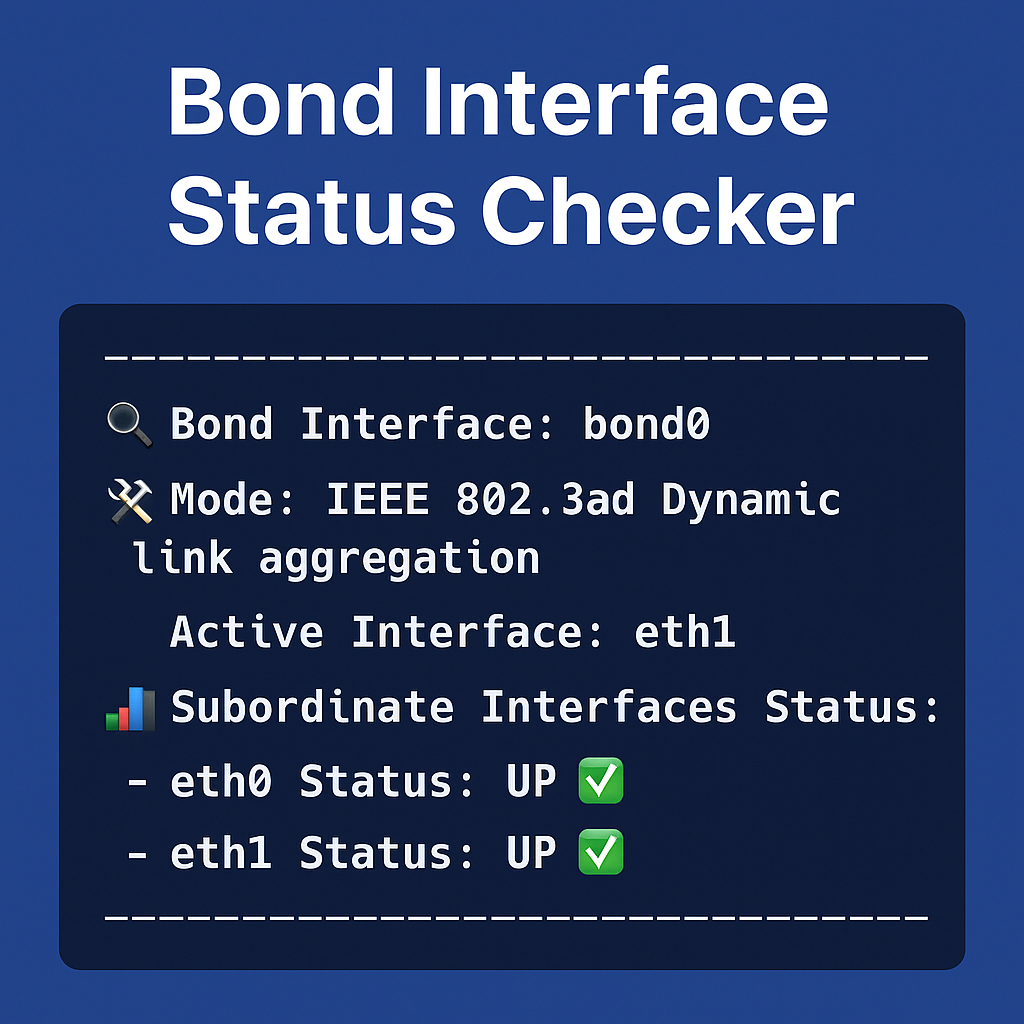 Bond Interface
Status Checker
------------------------------
🔍 Bond Interface: bond0
🛠 Mode: IEEE 802.3ad Dynamic
link aggregation
Active Interface: eth1
📊 Subordinate Interfaces Status:
- eth0 Status: UP ✅
- eth1 Status: UP ✅
------------------------------